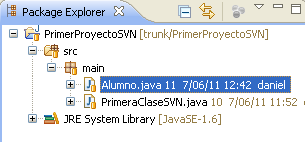 Package Explorer
PrimerProyectoSVN [trunk/PrimerProyectoSVN]
src
main
Alumno.java 11 7/06/11 12:42 daniel
PrimeraClaseSVN.java 10 7/06/11 11:52
JRE System Library [JavaSE-1.6]